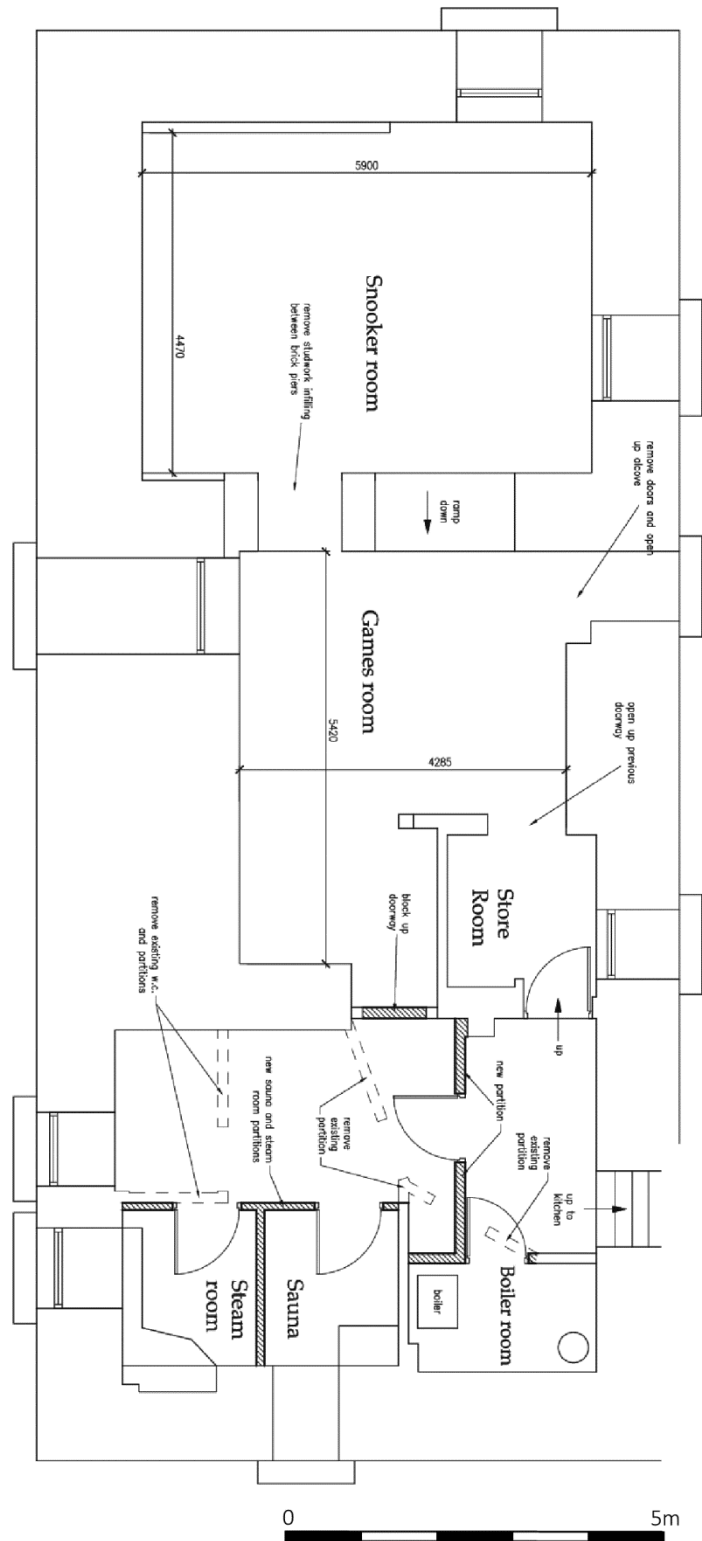 5900
Snooker room
4470
remove studwork infilling
between brick piers
remove doors and open
up alcove
ramp
down
Games room
5420
4285
open up previous
doorway
Store
Room
block up
doorway
remove existing w.c.
and partitions
up
new partition
new sauna and steam
room partitions
remove
existing
partition
remove
existing
partition
up to
kitchen
Steam
room
Sauna
boiler
Boiler room
0
5m